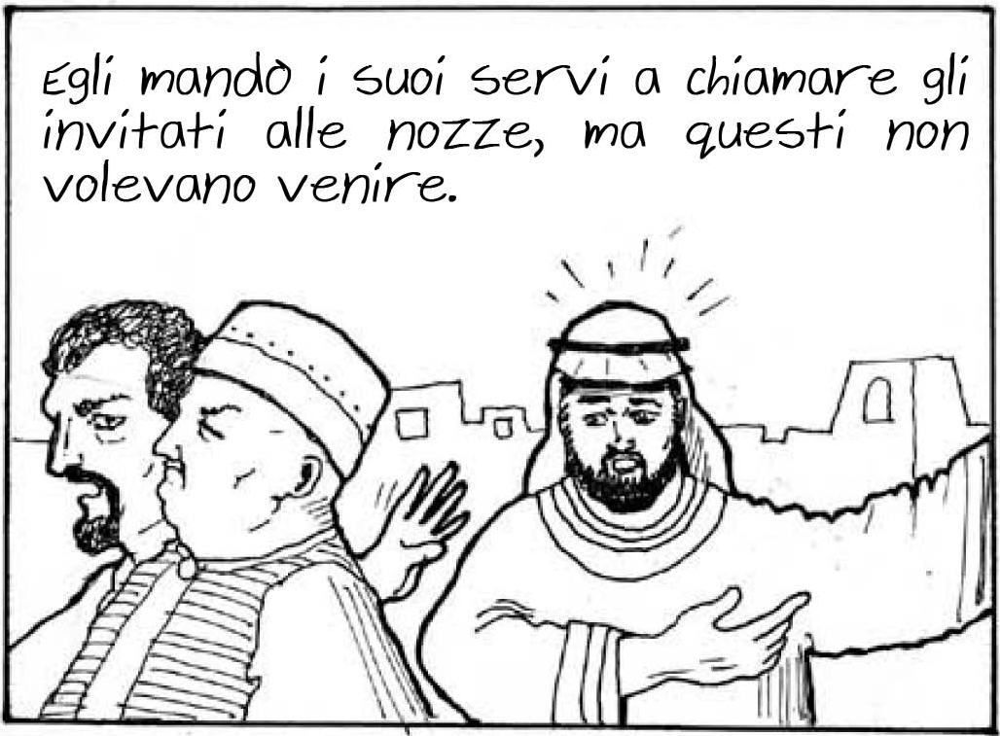 Egli mandò i suoi servi a chiamare gli
invitati alle nozze, ma questi non
volevano venire.